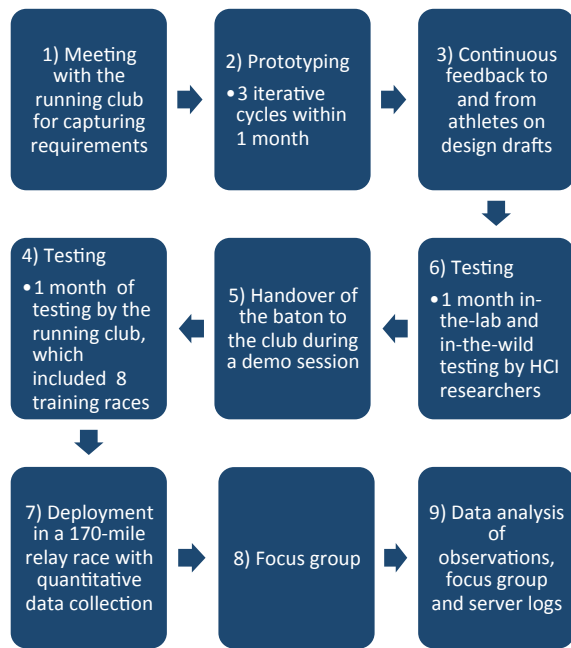 1) Meeting
with the
running club
for capturing
requirements
2) Prototyping
•3 iterative
cycles within
1 month
3) Continuous
feedback to
and from
athletes on
design drafts
4) Testing
•1 month of
testing by the
running club,
which
included 8
training races
5) Handover of
the baton to
the club during
a demo session
6) Testing
•1 month in-
the-lab and
in-the-wild
testing by HCI
researchers
7) Deployment
in a 170-mile
relay race with
quantitative
data collection
8) Focus group
9) Data analysis
of
observations,
focus group
and server logs